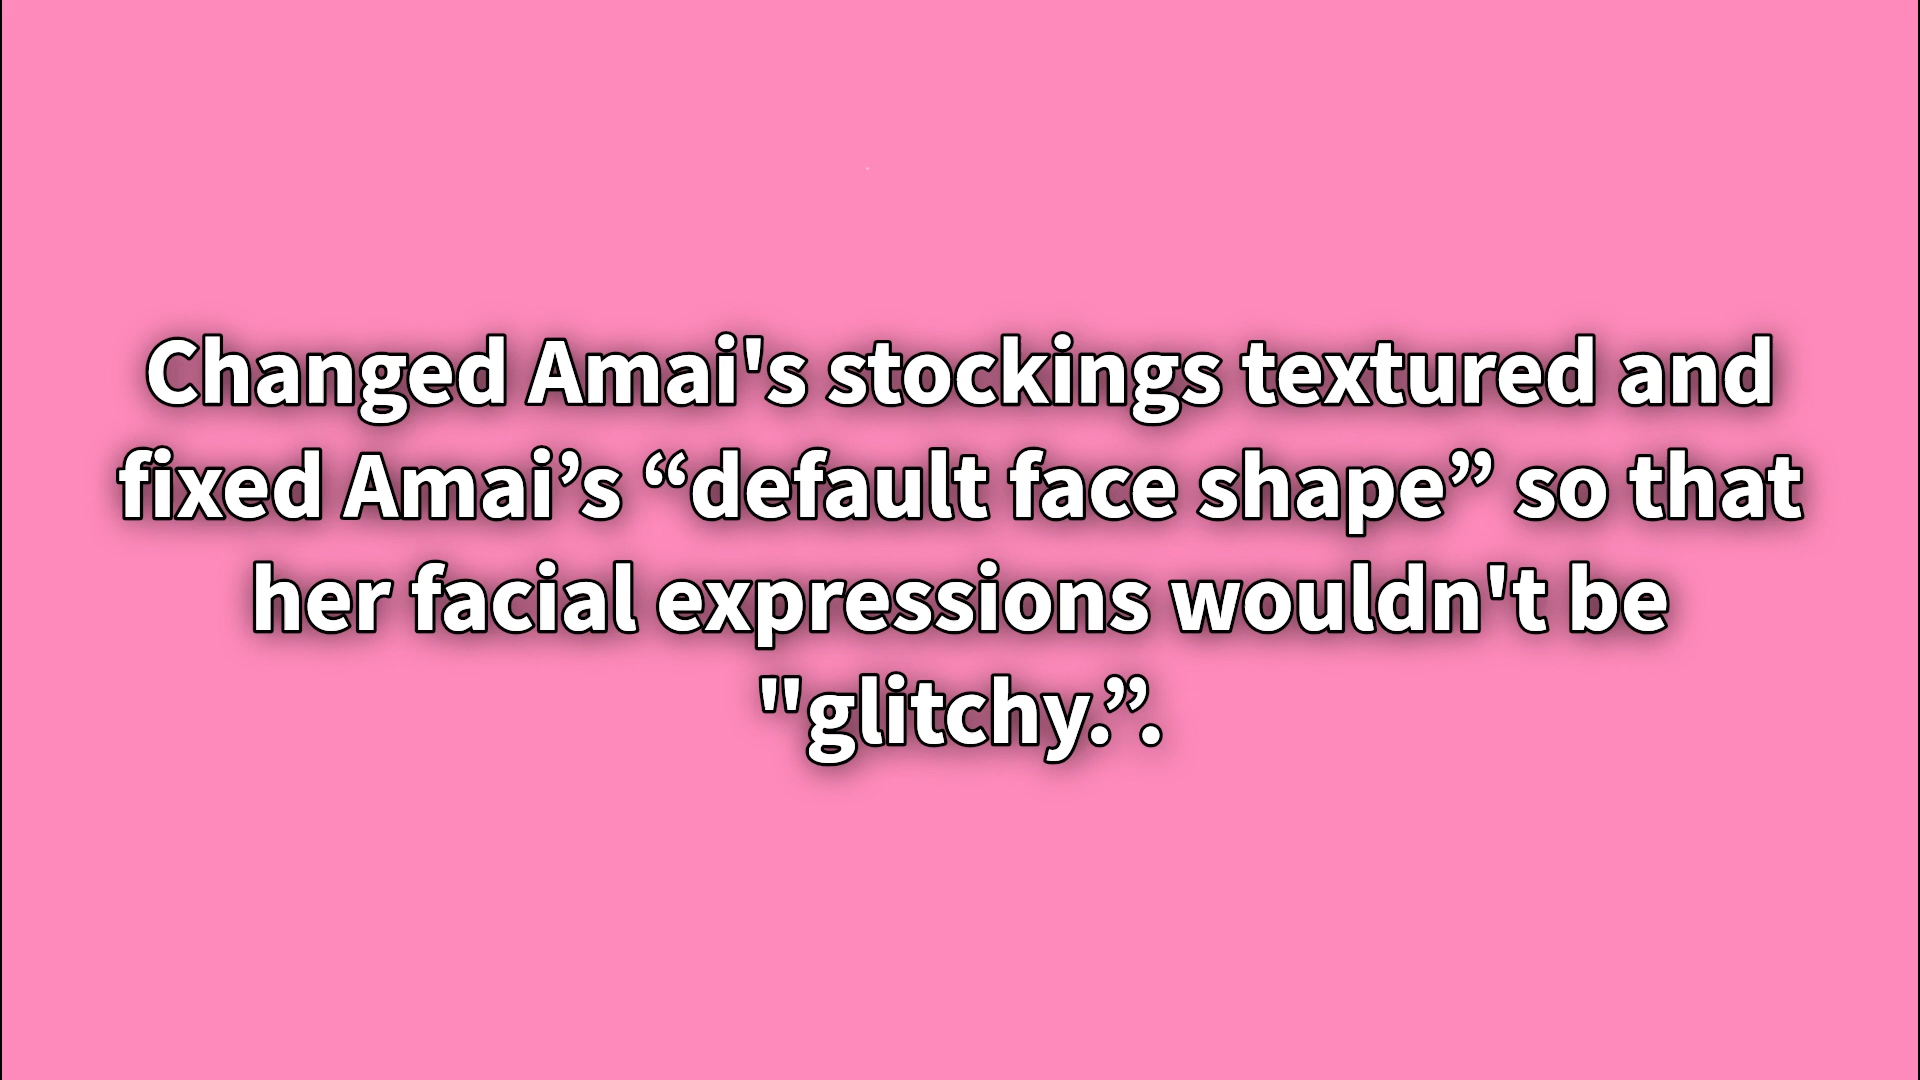 Changed Amai's stockings textured and
fixed Amai’s “default face shape” so that
her facial expressions wouldn't be
"glitchy.”.